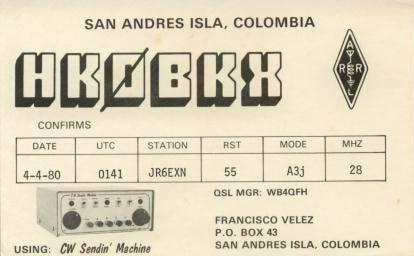 SAN ANDRES ISLA, COLOMBIA
HKØBKX
ARRL
CONFIRMS
DATE UTC STATION RST MODE MHZ
4-4-80 0141 JR6EXN 55 A3j 28
QSL MGR: WB4QFH
FRANCISCO VELEZ
P.O. BOX 43
SAN ANDRES ISLA, COLOMBIA
USING: CW Sendin' Machine